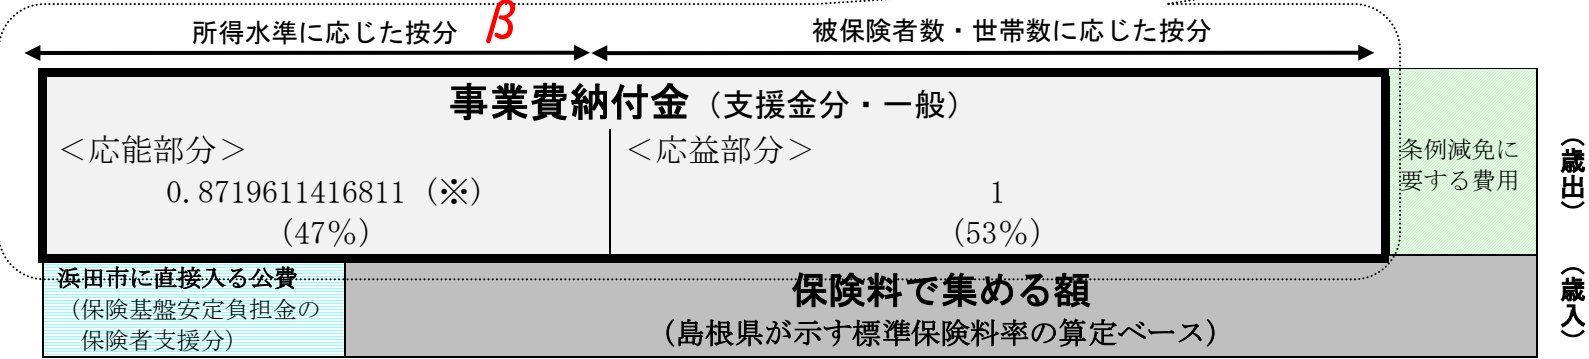 所得水準に応じた按分 β 被保険者数・世帯数に応じた按分
事業費納付金（支援金分・一般）
＜応能部分＞ ＜応益部分＞
0.8719611416811（※） 1
（47％） （53％）
条例減免に
要する費用
（歳出）
浜田市に直接入る公費
（保険基盤安定負担金の
保険者支援分）
保険料で集める額
（島根県が示す標準保険料率の算定ベース）
（歳入）